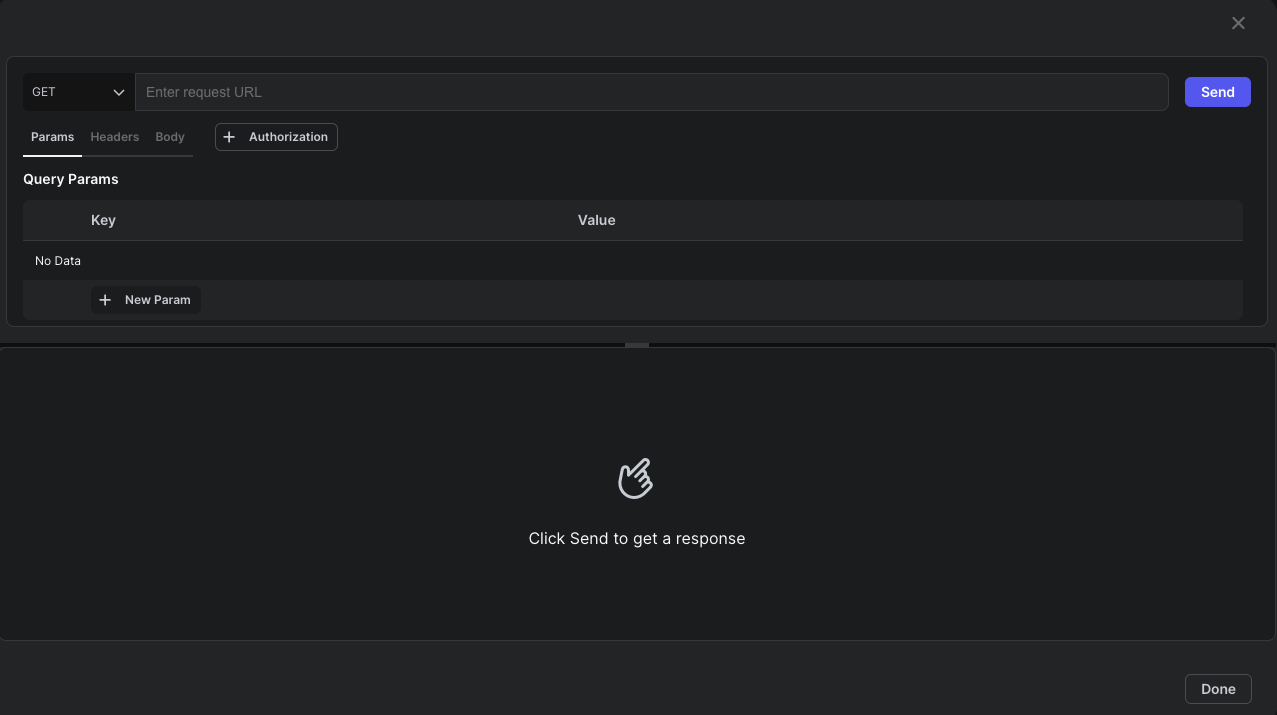 GET Enter request URL Send
Params Headers Body + Authorization
Query Params
Key Value
No Data
+ New Param
Click Send to get a response
Done